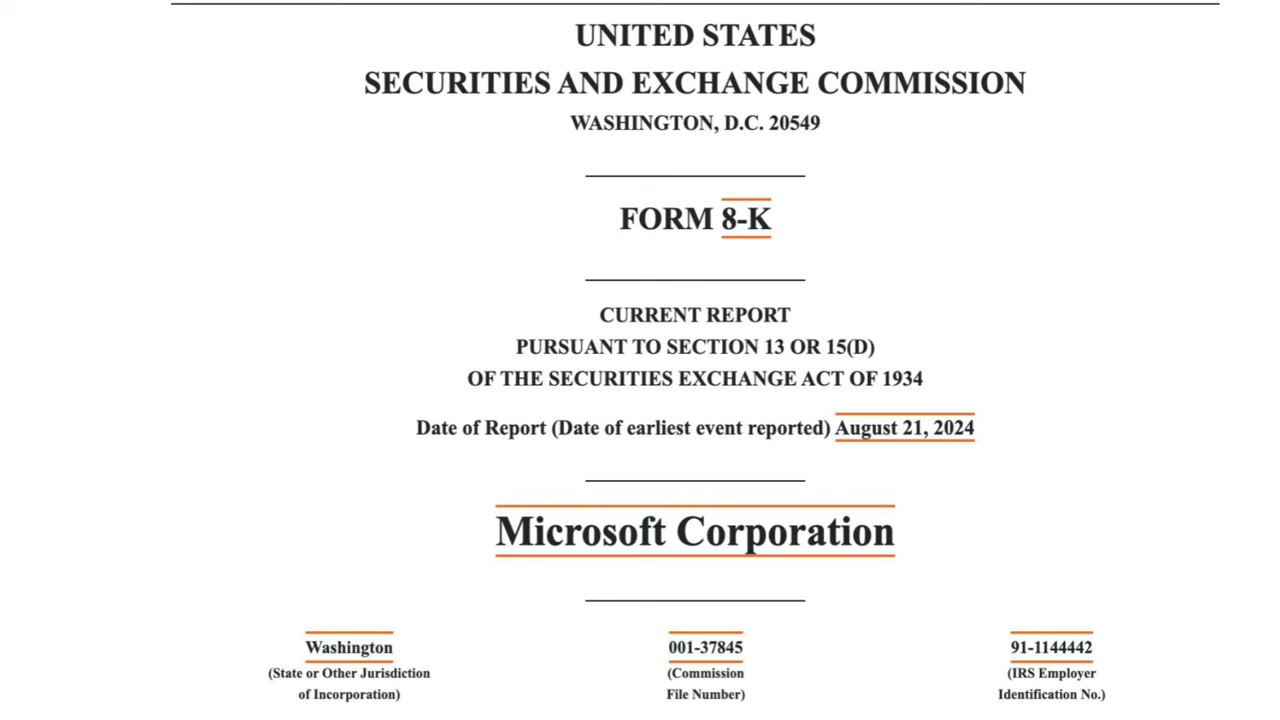 UNITED STATES
SECURITIES AND EXCHANGE COMMISSION
WASHINGTON, D.C. 20549
FORM 8-K
CURRENT REPORT
PURSUANT TO SECTION 13 OR 15(D)
OF THE SECURITIES EXCHANGE ACT OF 1934
Date of Report (Date of earliest event reported) August 21, 2024
Microsoft Corporation
Washington 001-37845 91-1144442
(State or Other Jurisdiction (Commission (IRS Employer
of Incorporation) File Number) Identification No.)